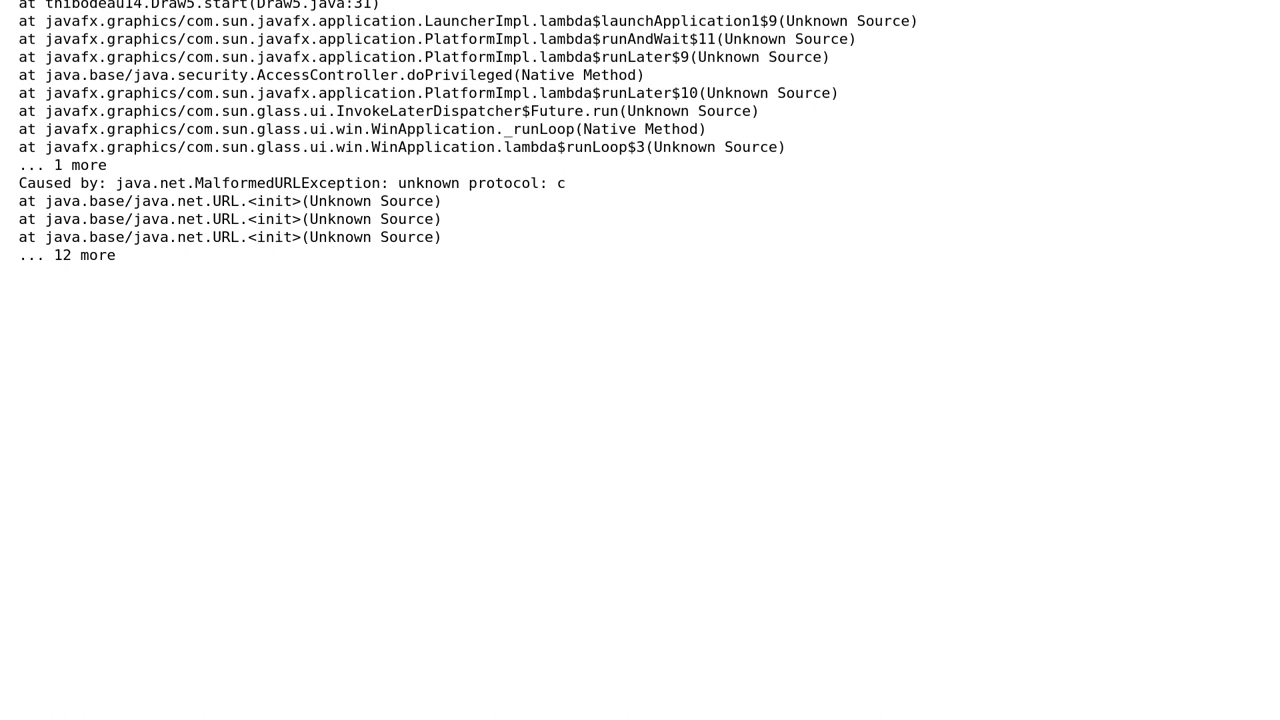 at thibodeau14.Draw5.start(Draw5.java:31)
at javafx.graphics/com.sun.javafx.application.LauncherImpl.lambda$launchApplication1$9(Unknown Source)
at javafx.graphics/com.sun.javafx.application.PlatformImpl.lambda$runAndWait$11(Unknown Source)
at javafx.graphics/com.sun.javafx.application.PlatformImpl.lambda$runLater$9(Unknown Source)
at java.base/java.security.AccessController.doPrivileged(Native Method)
at javafx.graphics/com.sun.javafx.application.PlatformImpl.lambda$runLater$10(Unknown Source)
at javafx.graphics/com.sun.glass.ui.InvokeLaterDispatcher$Future.run(Unknown Source)
at javafx.graphics/com.sun.glass.ui.win.WinApplication._runLoop(Native Method)
at javafx.graphics/com.sun.glass.ui.win.WinApplication.lambda$runLoop$3(Unknown Source)
... 1 more
Caused by: java.net.MalformedURLException: unknown protocol: c
at java.base/java.net.URL.<init>(Unknown Source)
at java.base/java.net.URL.<init>(Unknown Source)
at java.base/java.net.URL.<init>(Unknown Source)
... 12 more